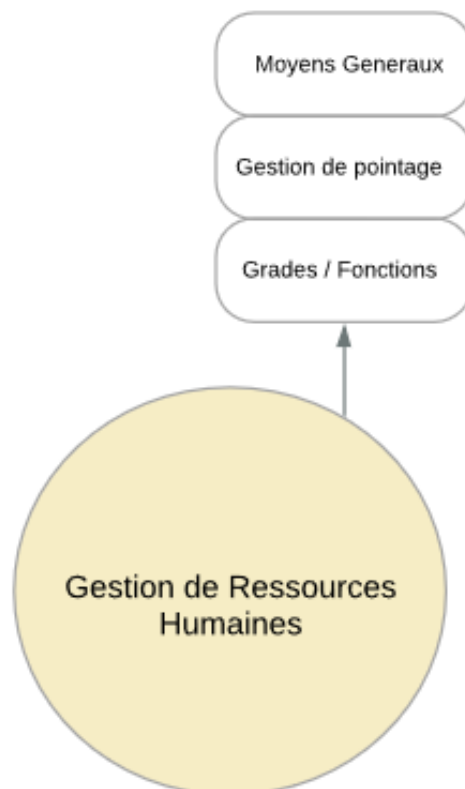 Moyens Generaux
Gestion de pointage
Grades / Fonctions
Gestion de Ressources
Humaines